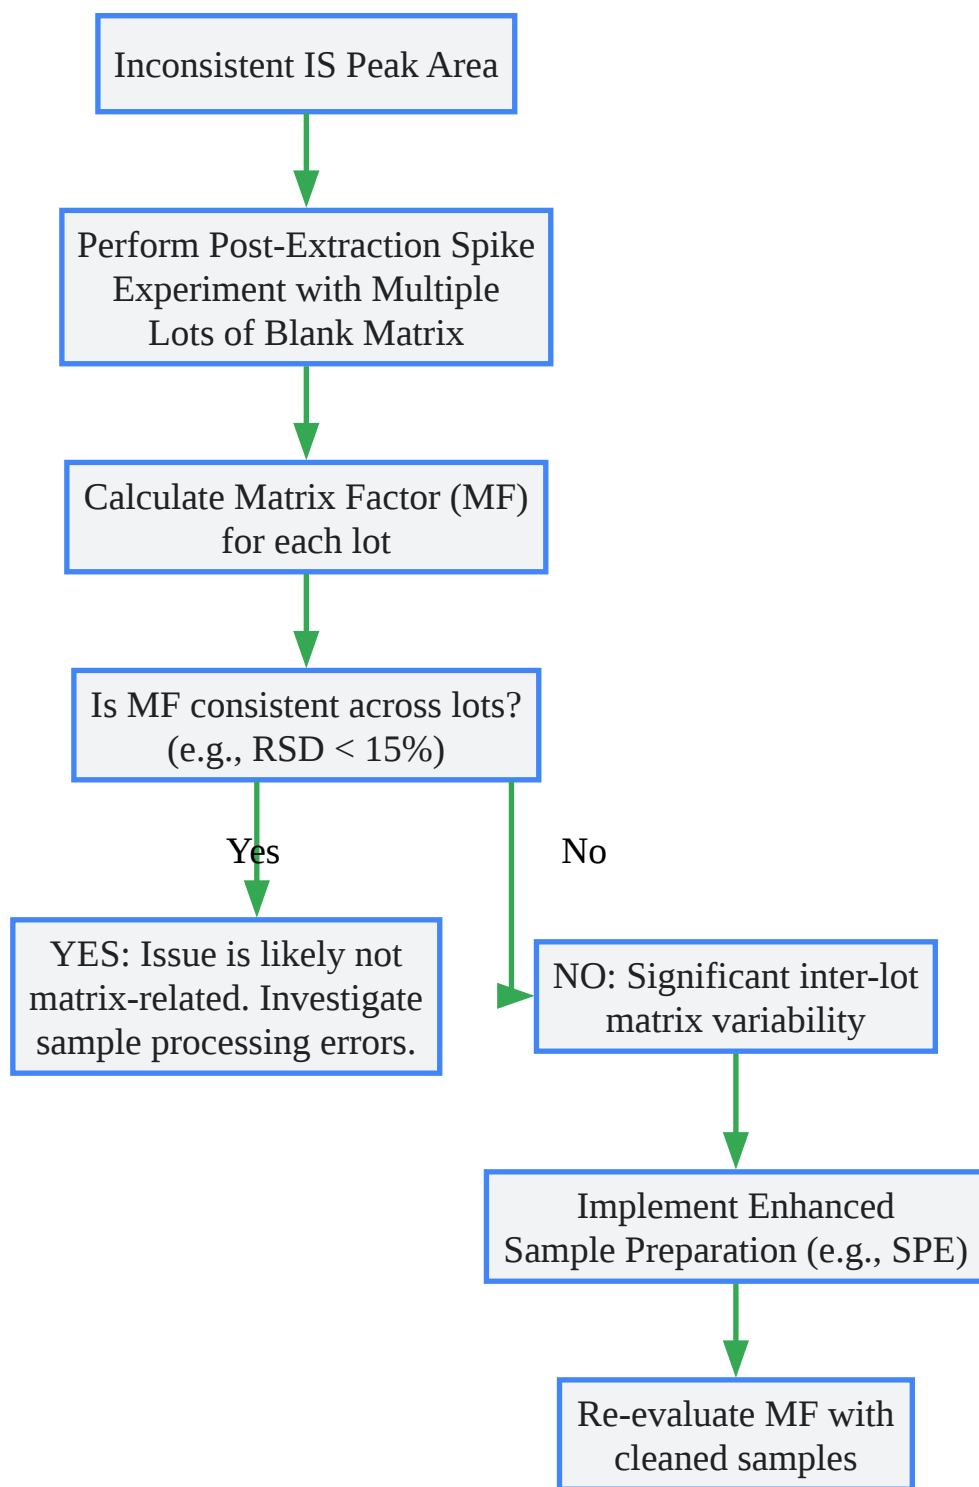 Inconsistent IS Peak Area
Perform Post-Extraction Spike
Experiment with Multiple
Lots of Blank Matrix
Calculate Matrix Factor (MF)
for each lot
Is MF consistent across lots?
(e.g., RSD < 15%)
Yes
No
YES: Issue is likely not
matrix-related. Investigate
sample processing errors.
NO: Significant inter-lot
matrix variability
Implement Enhanced
Sample Preparation (e.g., SPE)
Re-evaluate MF with
cleaned samples